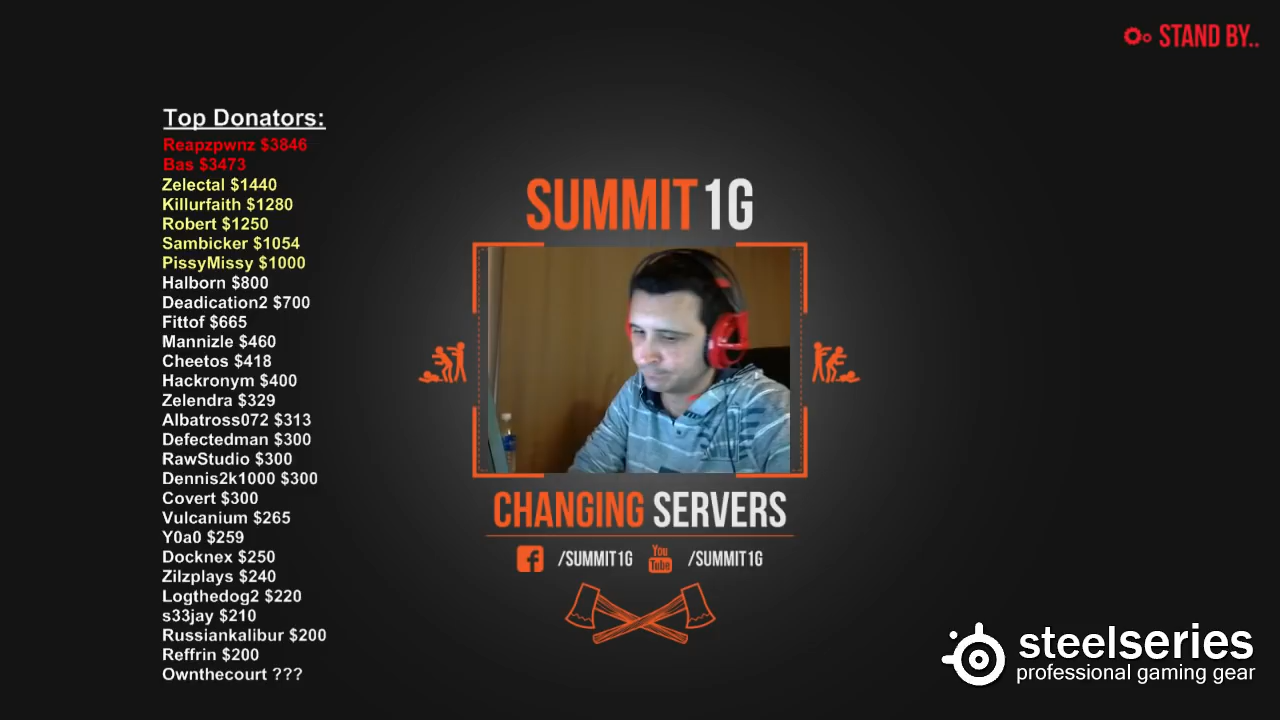 STAND BY..
Top Donators:
Reapzpwnz $3846
Bas $3473
Zelectal $1440
Killurfaith $1280
Robert $1250
Sambicker $1054
PissyMissy $1000
Halborn $800
Deadication2 $700
Fittof $665
Mannizle $460
Cheetos $418
Hackronym $400
Zelendra $329
Albatross072 $313
Defectedman $300
RawStudio $300
Dennis2k1000 $300
Covert $300
Vulcanium $265
Y0a0 $259
Docknex $250
Zilzplays $240
Logthedog2 $220
s33jay $210
Russiankalibur $200
Reffrin $200
Ownthecourt ???
SUMMIT1G
CHANGING SERVERS
/SUMMIT1G You Tube /SUMMIT1G
steelseries
professional gaming gear